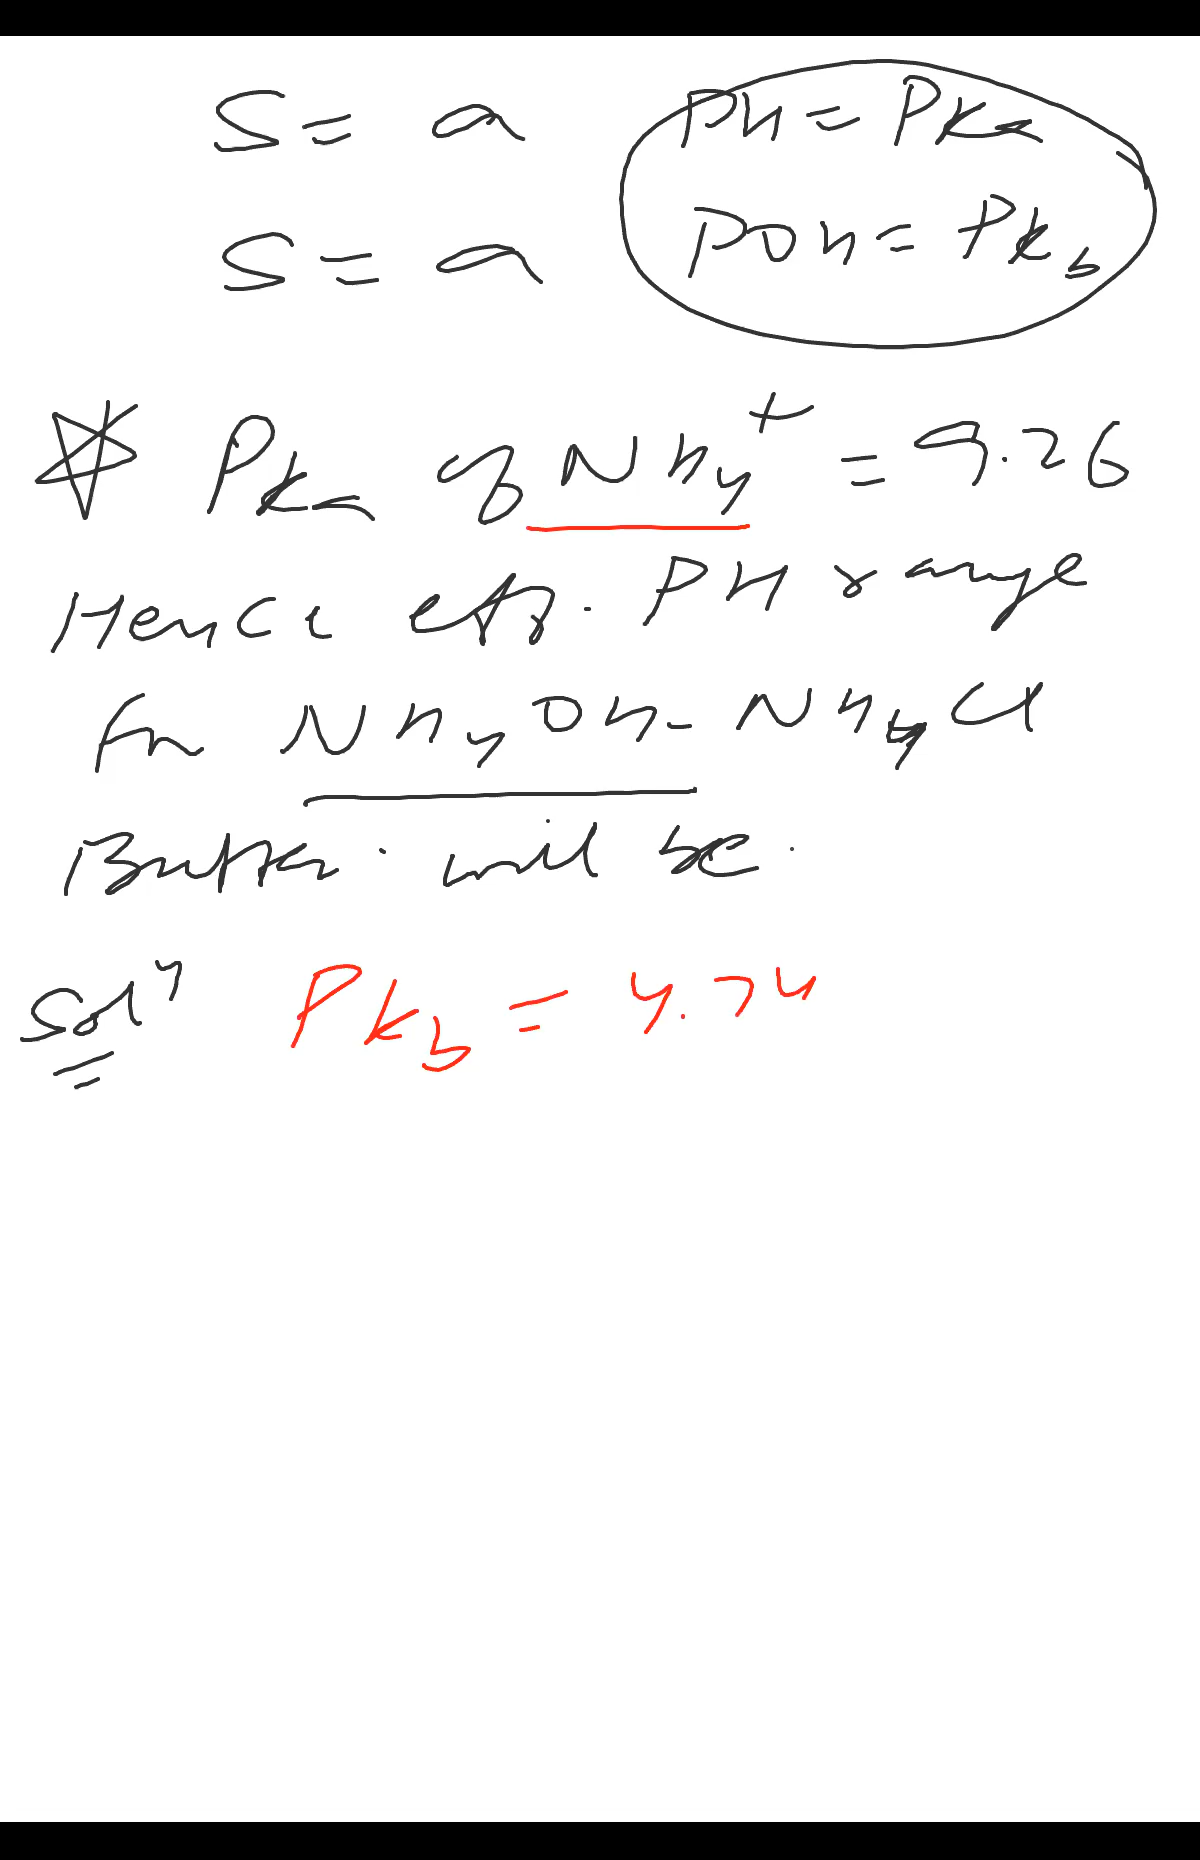 S = a PH = PKa
S = a POH = PKb
PKa of NH4+ = 9.26
Hence eff. PH range
for NH4OH - NH4Cl
Buffer will be.
Soln PKb = 4.74